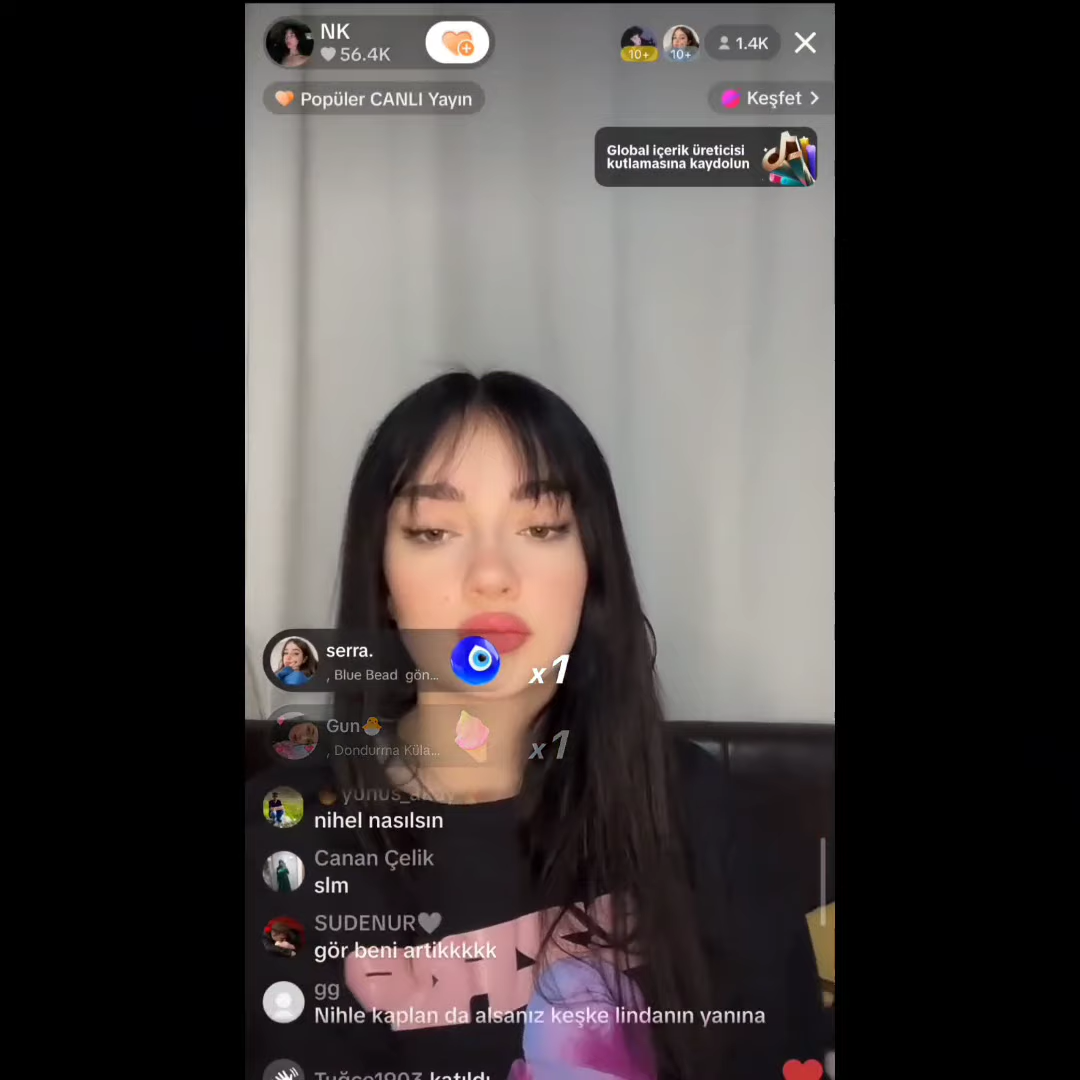 NK
56.4K
10+
10+
1.4K
Popüler CANLI Yayın
Keşfet
Global içerik üreticisi
kutlamasına kaydolun
serra.
, Blue Bead gön...
x1
Gun
, Dondurma Küla...
x1
nihel nasılsın
Canan Çelik
slm
SUDENUR
gör beni artikkkkk
gg
Nihle kaplan da alsanız keşke lindanın yanına
Tuğçe1903 katıldı